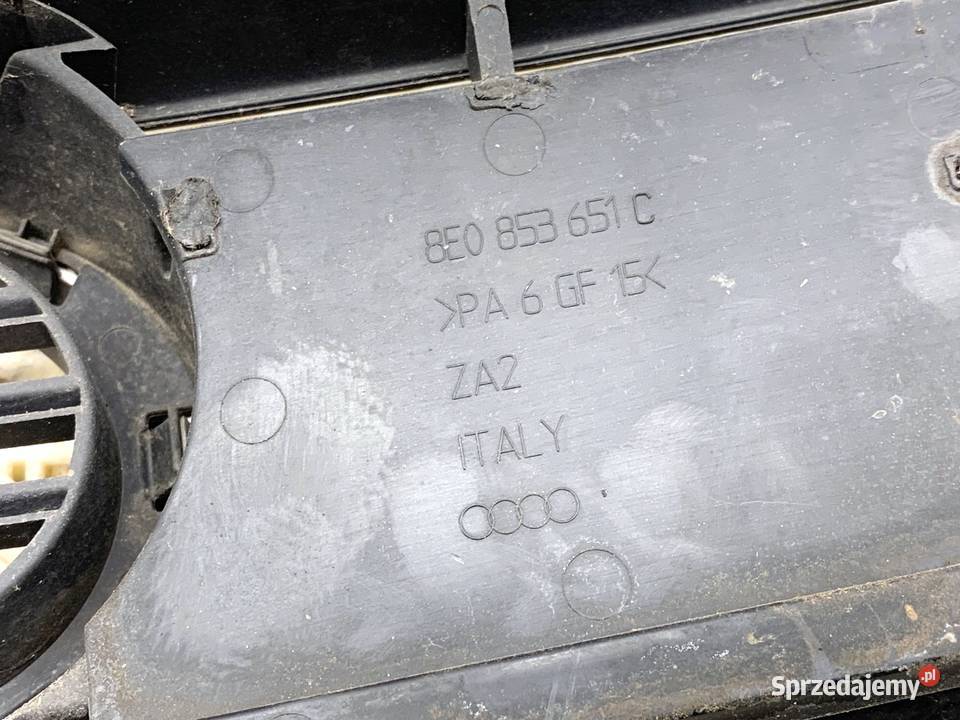 8E0 853 651 C
>PA 6 GF 15<
ZA2
ITALY
Sprzedajemy.pl